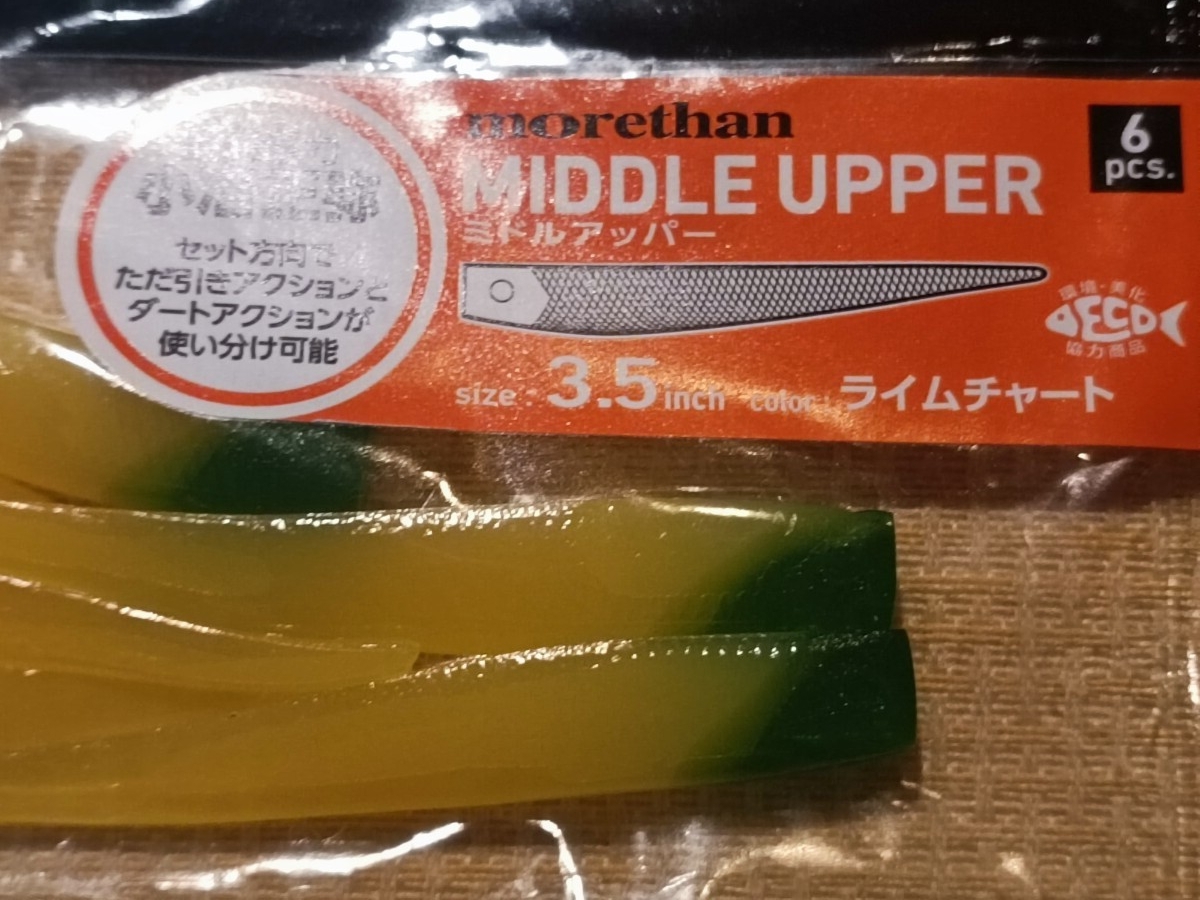 morethan
MIDDLE UPPER
ミドルアッパー
6
pcs.
セット方向で
ただ引きアクションと
ダートアクションが
使い分け可能
環境・美化
ECO
協力商品
size : 3.5 inch color : ライムチャート